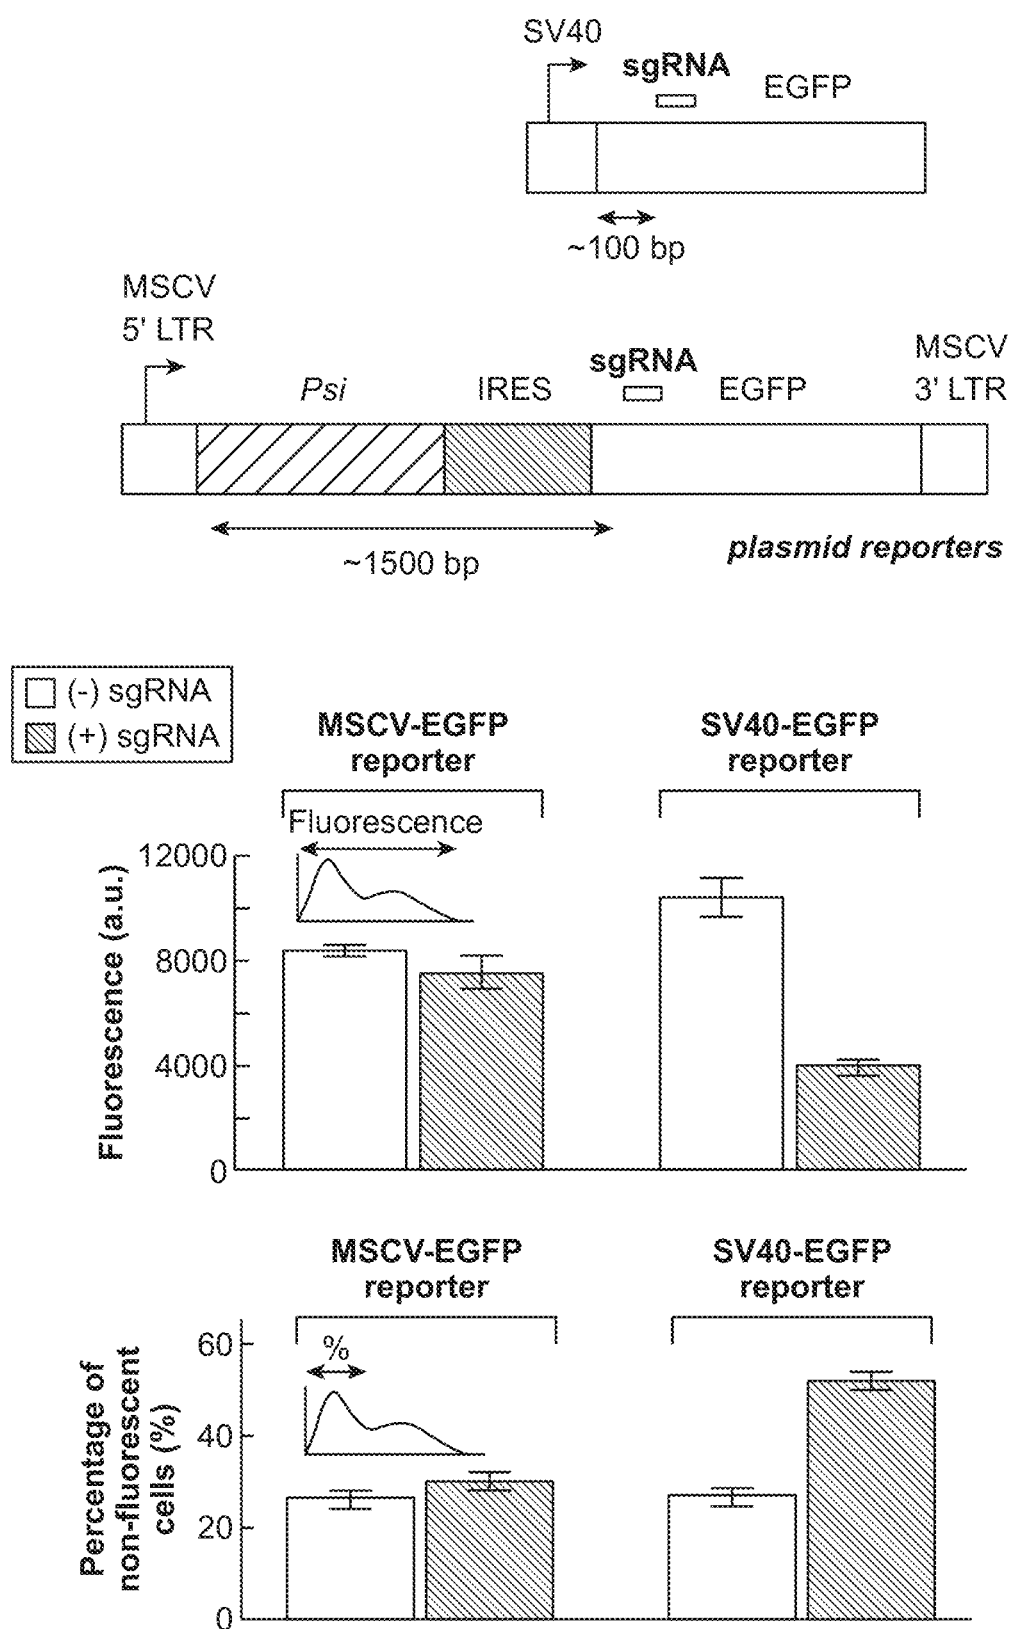 SV40
sgRNA
EGFP
~100 bp
MSCV
5' LTR
Psi
IRES
sgRNA
EGFP
MSCV
3' LTR
~1500 bp
plasmid reporters
(-) sgRNA
(+) sgRNA
MSCV-EGFP
reporter
SV40-EGFP
reporter
Fluorescence
Fluorescence (a.u.)
12000
8000
4000
0
MSCV-EGFP
reporter
SV40-EGFP
reporter
%
Percentage of
non-fluorescent
cells (%)
60
40
20
0